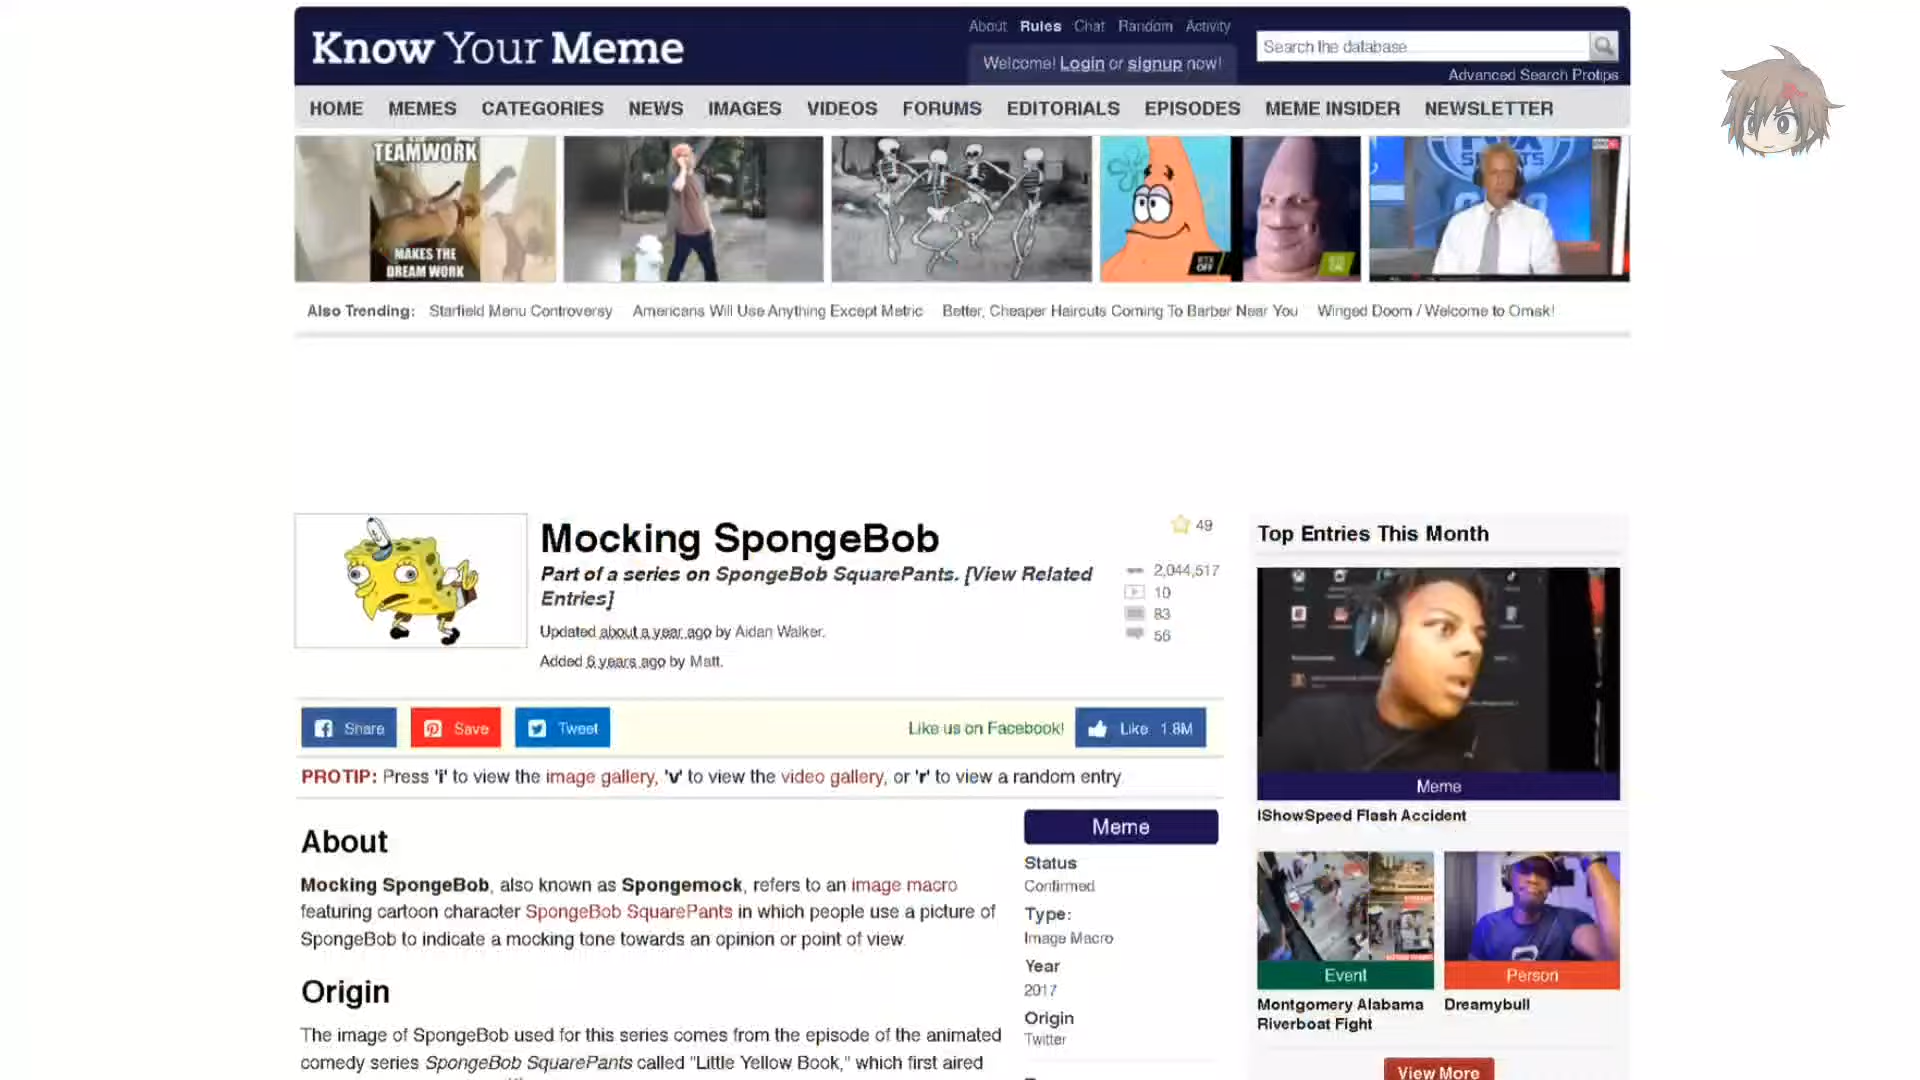 About Rules Chat Random Activity
Know Your Meme
Search the database
Welcome! Login or signup now!
Advanced Search Protips
HOME MEMES CATEGORIES NEWS IMAGES VIDEOS FORUMS EDITORIALS EPISODES MEME INSIDER NEWSLETTER
TEAMWORK
MAKES THE
DREAM WORK
RTX
OFF
RTX
ON
FOX
SPORTS
Also Trending: Starfield Menu Controversy Americans Will Use Anything Except Metric Better, Cheaper Haircuts Coming To Barber Near You Winged Doom / Welcome to Omsk!
Mocking SpongeBob
49
Part of a series on SpongeBob SquarePants. [View Related
Entries]
2,044,517
10
83
56
Updated about a year ago by Aidan Walker.
Added 6 years ago by Matt.
Share Save Tweet Like us on Facebook! Like 1.8M
PROTIP: Press 'i' to view the image gallery, 'v' to view the video gallery, or 'r' to view a random entry
About
Mocking SpongeBob, also known as Spongemock, refers to an image macro
featuring cartoon character SpongeBob SquarePants in which people use a picture of
SpongeBob to indicate a mocking tone towards an opinion or point of view.
Origin
The image of SpongeBob used for this series comes from the episode of the animated
comedy series SpongeBob SquarePants called "Little Yellow Book," which first aired
Meme
Status
Confirmed
Type:
Image Macro
Year
2017
Origin
Twitter
Top Entries This Month
Meme
IShowSpeed Flash Accident
Event
Montgomery Alabama
Riverboat Fight
Person
Dreamybull
View More